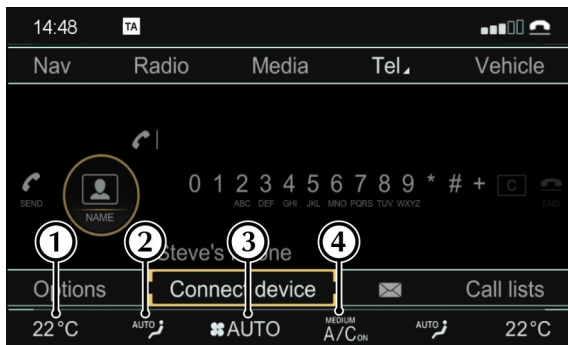 14:48 TA
Nav Radio Media Tel Vehicle
0 1 2 3 4 5 6 7 8 9 * # + C
SEND ABC DEF GHI JKL MNO PQRS TUV WXYZ END
NAME
1 2 3 4
Steve's
Options Connect device Call lists
22°C AUTO AUTO MEDIUM A/C ON AUTO 22°C